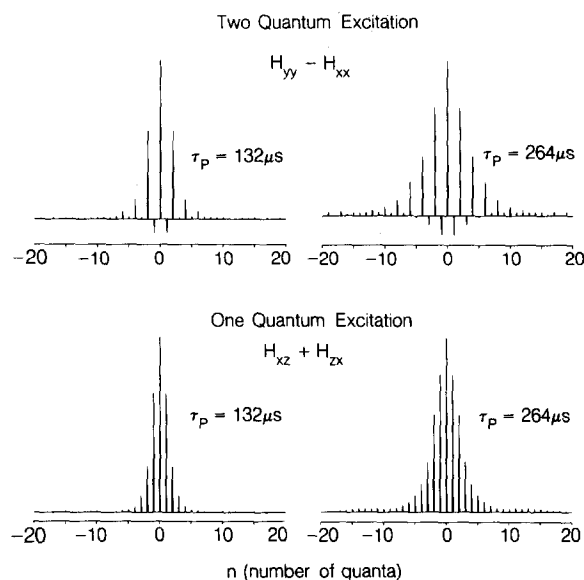 Two Quantum Excitation
H_yy − H_xx
τ_P = 132μs
τ_P = 264μs
−20 −10 0 10 20
−20 −10 0 10 20
One Quantum Excitation
H_xz + H_zx
τ_P = 132μs
τ_P = 264μs
−20 −10 0 10 20
−20 −10 0 10 20
n (number of quanta)